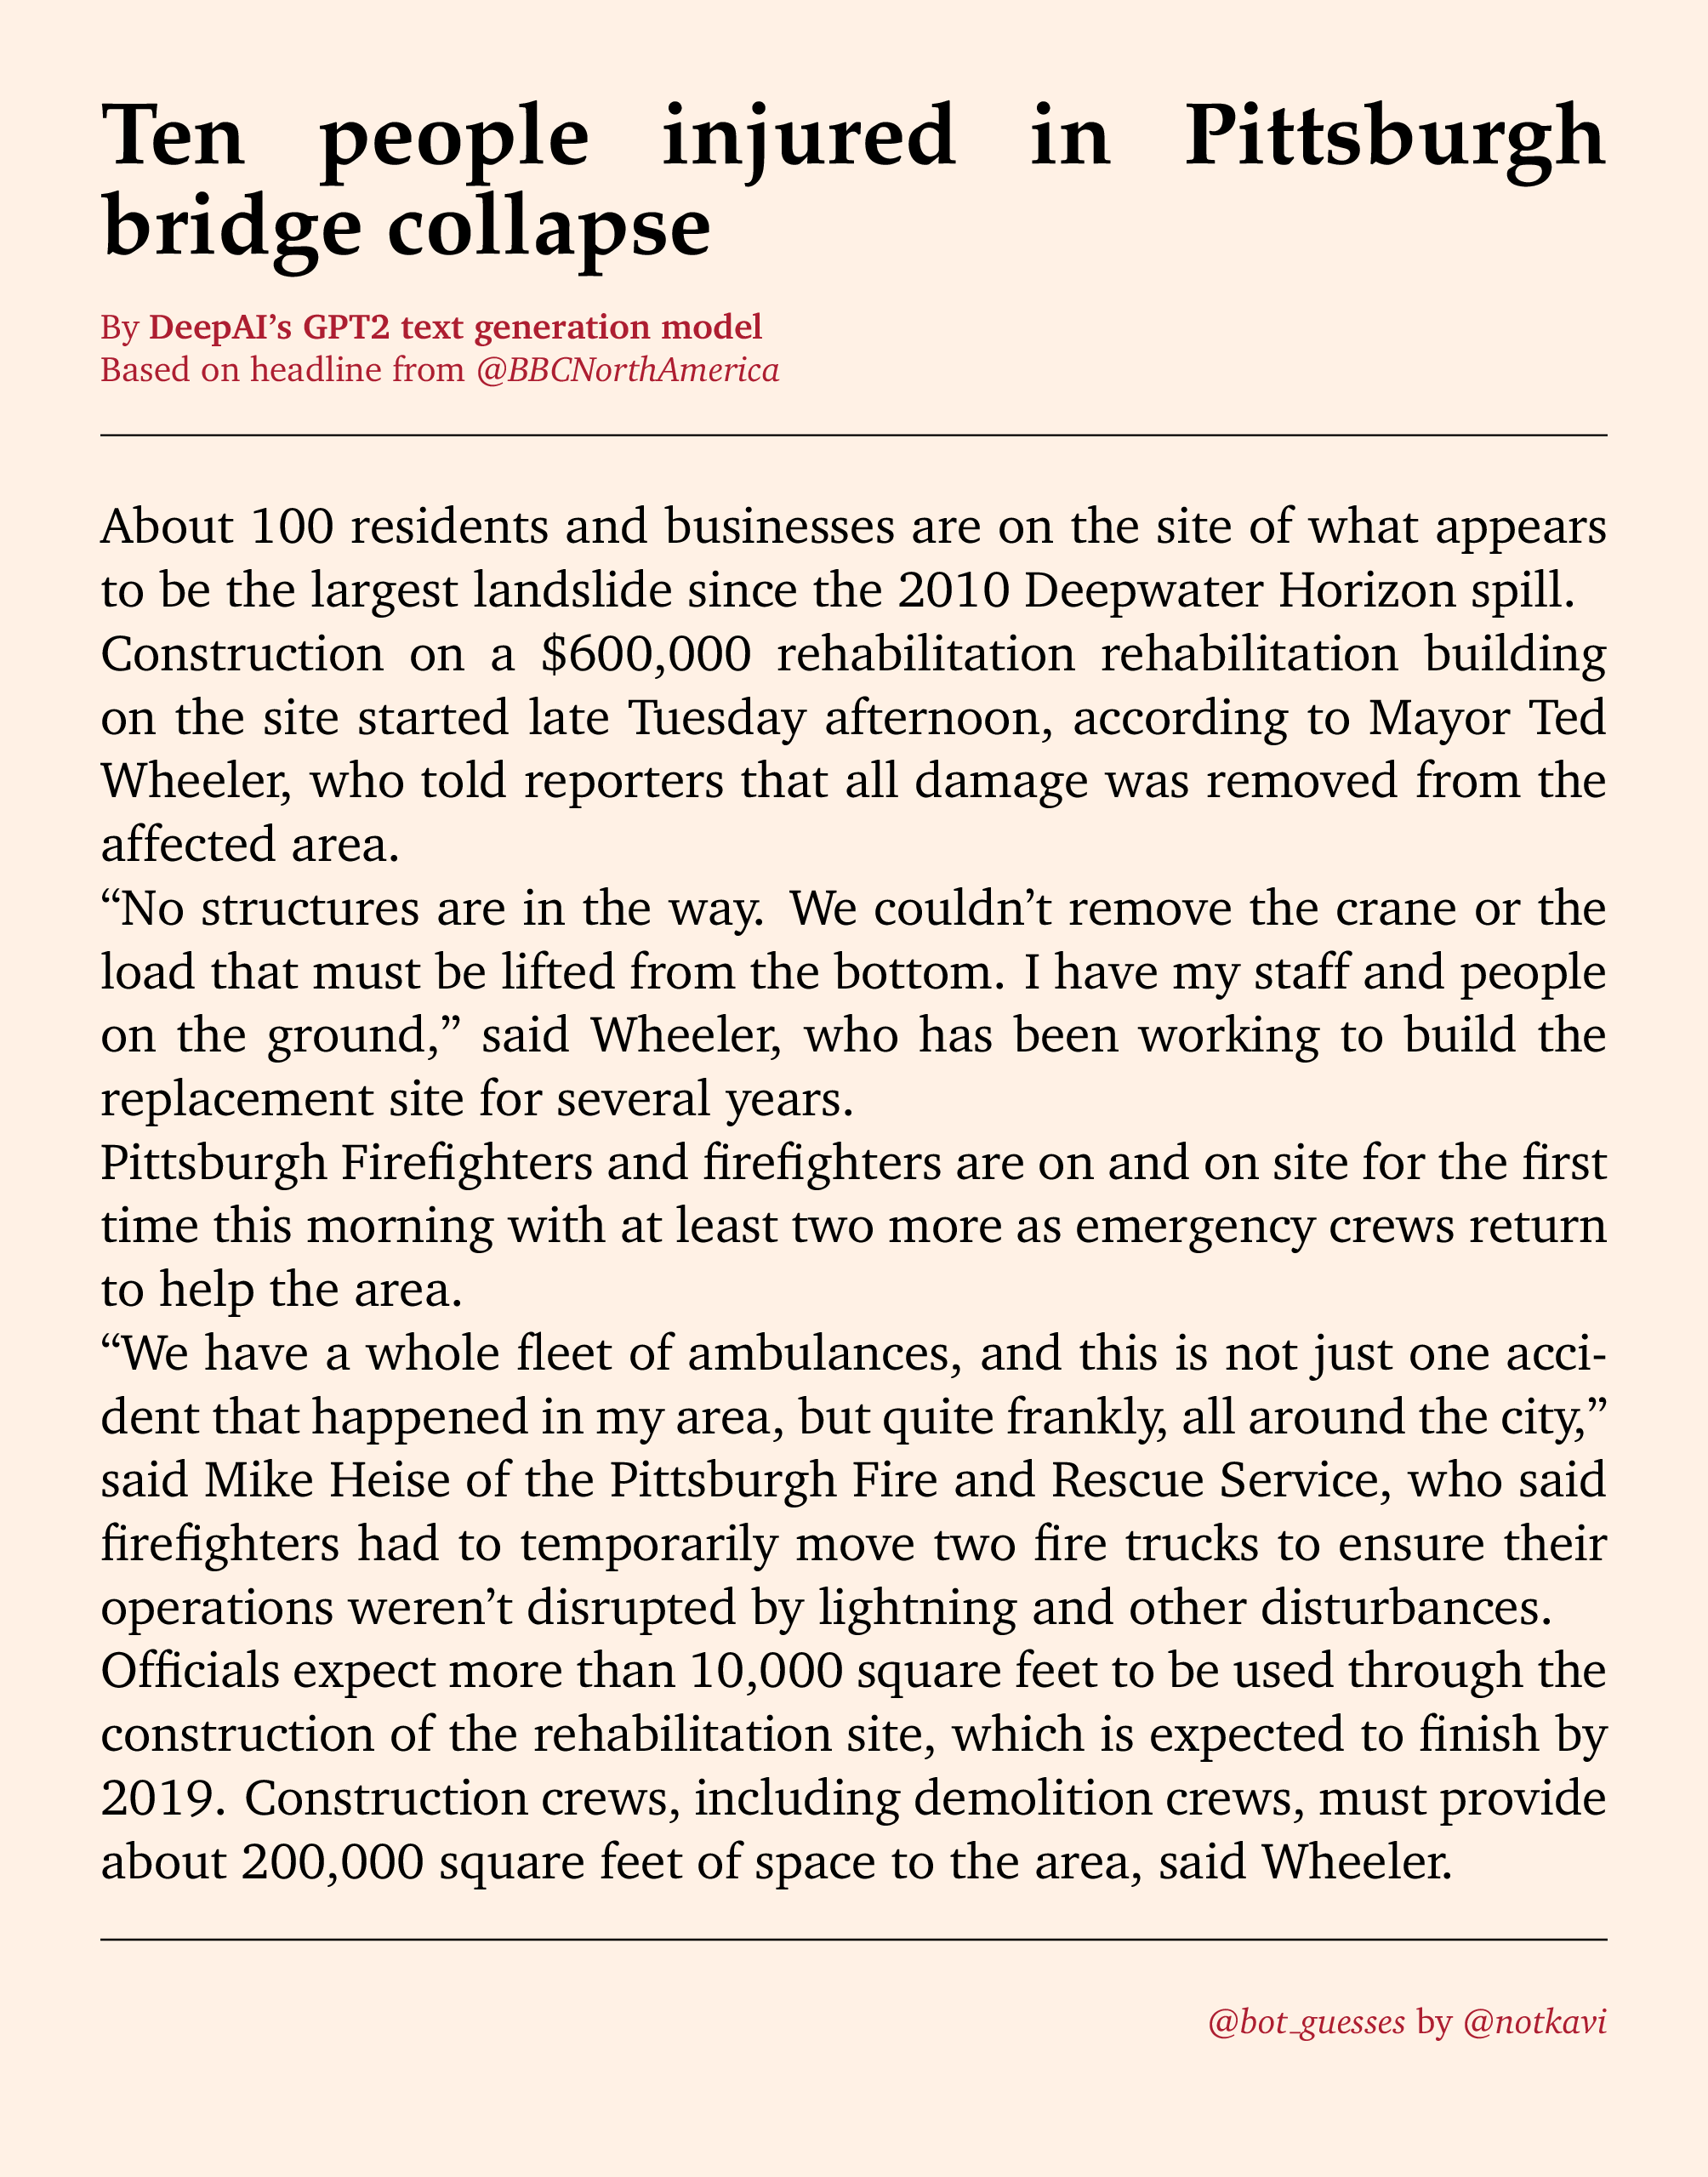 Ten people injured in Pittsburgh
bridge collapse
By DeepAI’s GPT2 text generation model
Based on headline from @BBCNorthAmerica
About 100 residents and businesses are on the site of what appears
to be the largest landslide since the 2010 Deepwater Horizon spill.
Construction on a $600,000 rehabilitation rehabilitation building
on the site started late Tuesday afternoon, according to Mayor Ted
Wheeler, who told reporters that all damage was removed from the
affected area.
“No structures are in the way. We couldn’t remove the crane or the
load that must be lifted from the bottom. I have my staff and people
on the ground,” said Wheeler, who has been working to build the
replacement site for several years.
Pittsburgh Firefighters and firefighters are on and on site for the first
time this morning with at least two more as emergency crews return
to help the area.
“We have a whole fleet of ambulances, and this is not just one acci-
dent that happened in my area, but quite frankly, all around the city,”
said Mike Heise of the Pittsburgh Fire and Rescue Service, who said
firefighters had to temporarily move two fire trucks to ensure their
operations weren’t disrupted by lightning and other disturbances.
Officials expect more than 10,000 square feet to be used through the
construction of the rehabilitation site, which is expected to finish by
2019. Construction crews, including demolition crews, must provide
about 200,000 square feet of space to the area, said Wheeler.
@bot_guesses by @notkavi